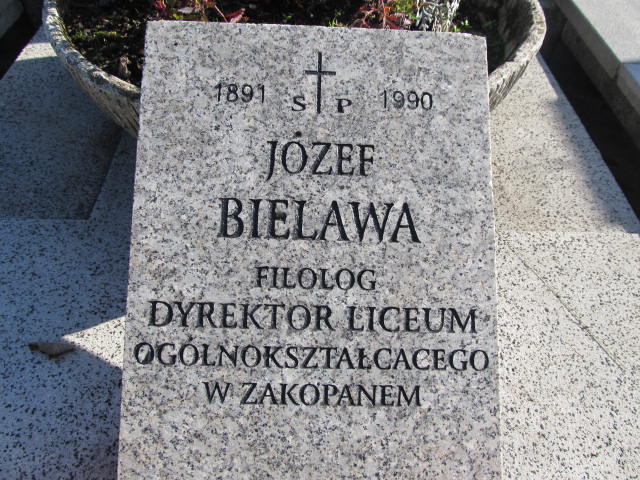 1891 S P 1990
JÓZEF
BIELAWA
FILOLOG
DYREKTOR LICEUM
OGÓLNOKSZTAŁCACEGO
W ZAKOPANEM